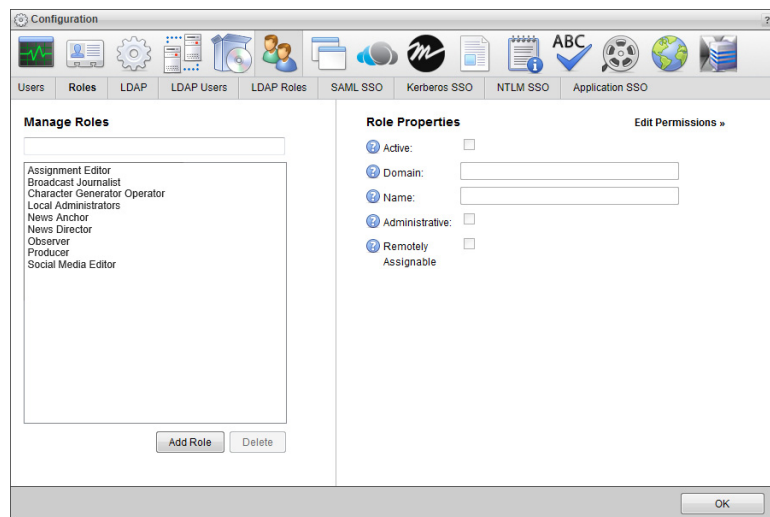 Configuration
?
ABC
Users Roles LDAP LDAP Users LDAP Roles SAML SSO Kerberos SSO NTLM SSO Application SSO
Manage Roles
Assignment Editor
Broadcast Journalist
Character Generator Operator
Local Administrators
News Anchor
News Director
Observer
Producer
Social Media Editor
Add Role Delete
Role Properties Edit Permissions »
? Active:
? Domain:
? Name:
? Administrative:
? Remotely
Assignable
OK